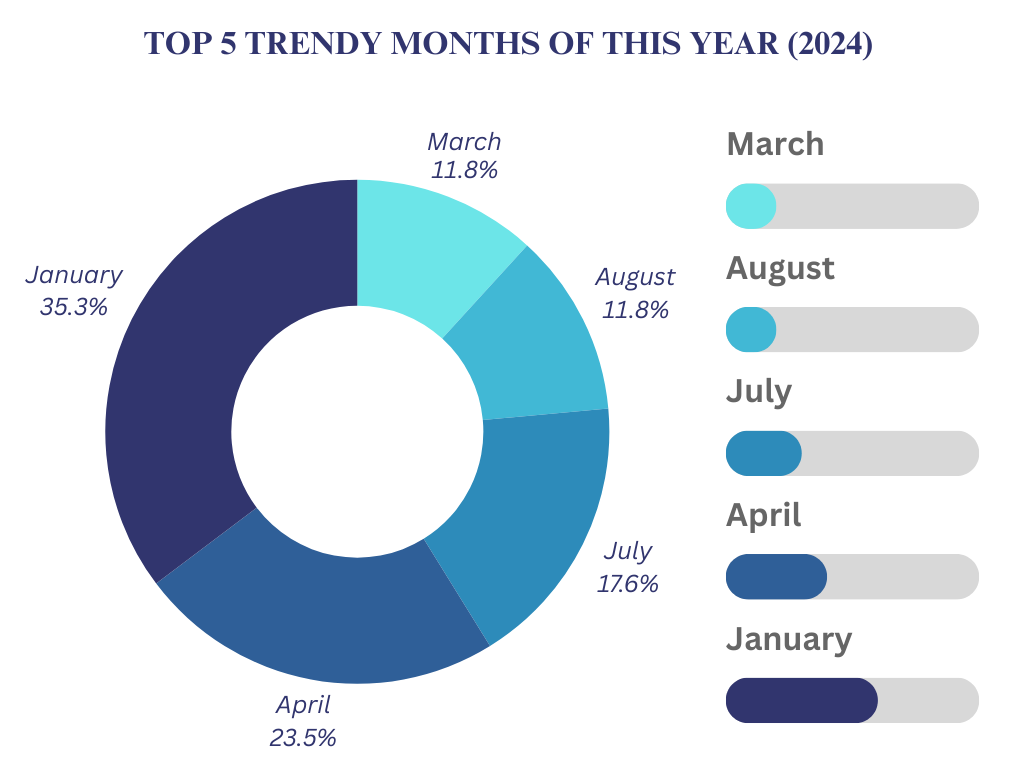 TOP 5 TRENDY MONTHS OF THIS YEAR (2024)
March
11.8%
August
11.8%
July
17.6%
April
23.5%
January
35.3%
March
August
July
April
January